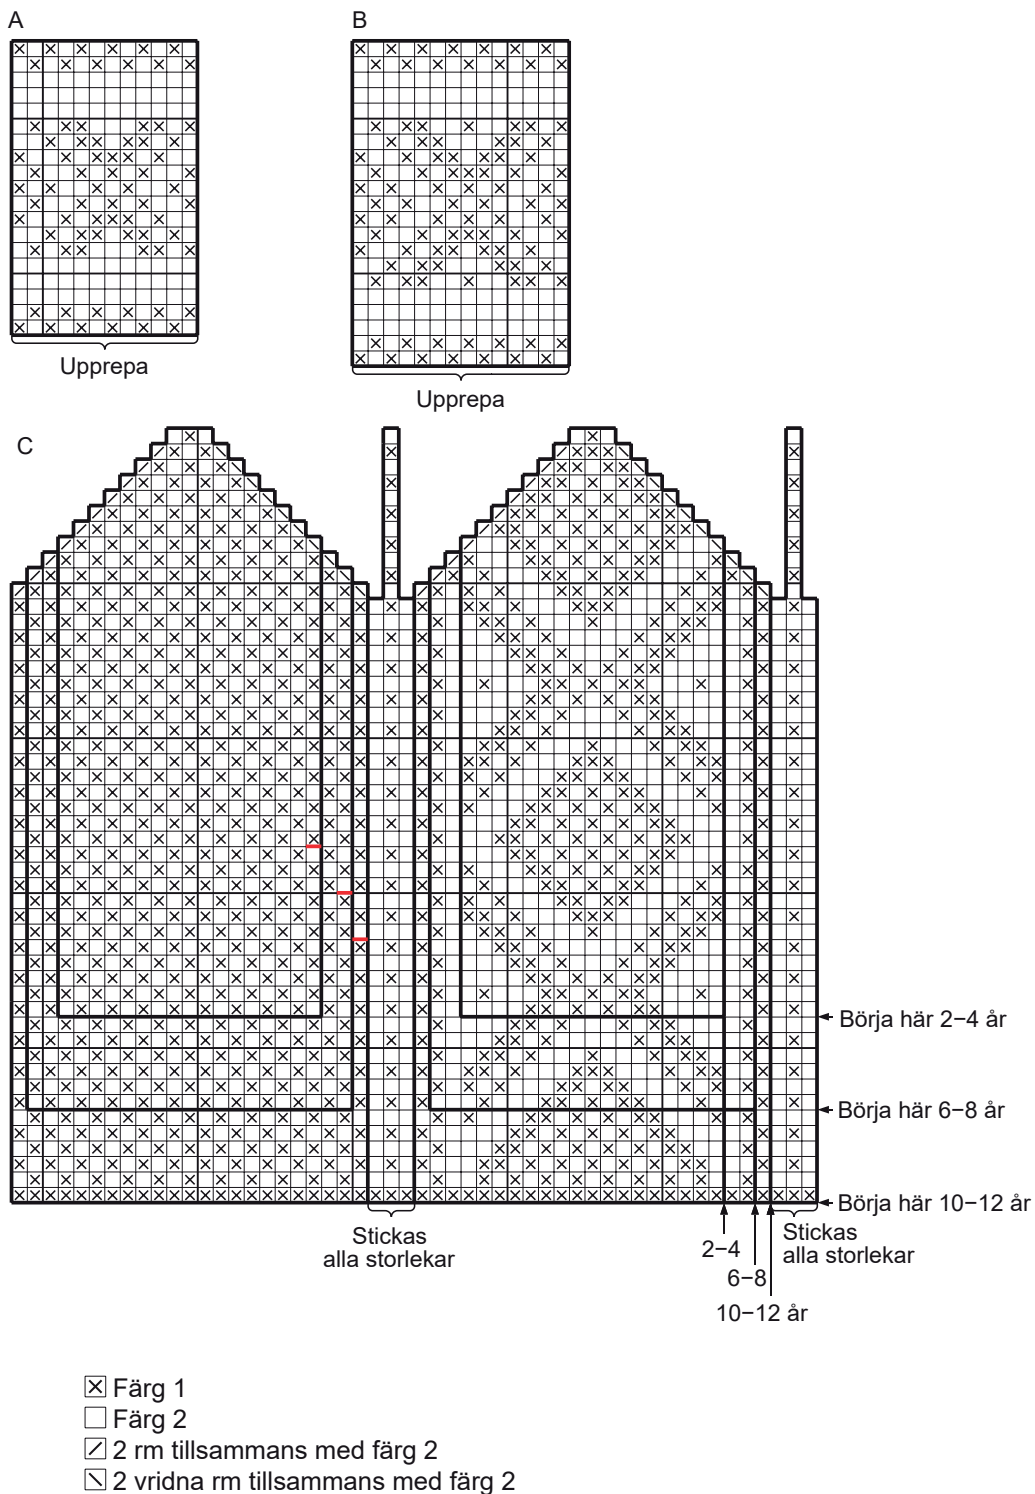 A
B
Upprepa
Upprepa
C
Börja här 2–4 år
Börja här 6–8 år
Börja här 10–12 år
Stickas
alla storlekar
2–4
6–8
10–12 år
Stickas
alla storlekar
Färg 1
Färg 2
2 rm tillsammans med färg 2
2 vridna rm tillsammans med färg 2